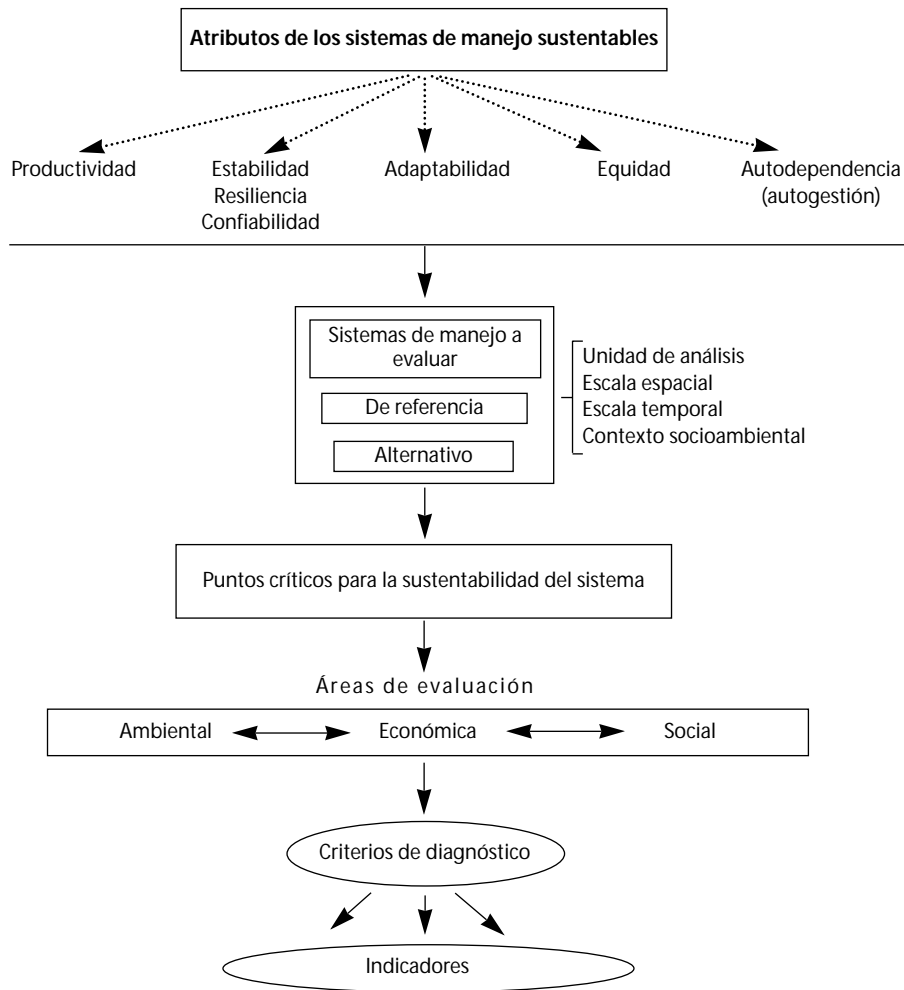 Atributos de los sistemas de manejo sustentables
Productividad
Estabilidad
Resiliencia
Confiabilidad
Adaptabilidad
Equidad
Autodependencia
(autogestión)
Sistemas de manejo a
evaluar
De referencia
Alternativo
Unidad de análisis
Escala espacial
Escala temporal
Contexto socioambiental
Puntos críticos para la sustentabilidad del sistema
Áreas de evaluación
Ambiental
Económica
Social
Criterios de diagnóstico
Indicadores